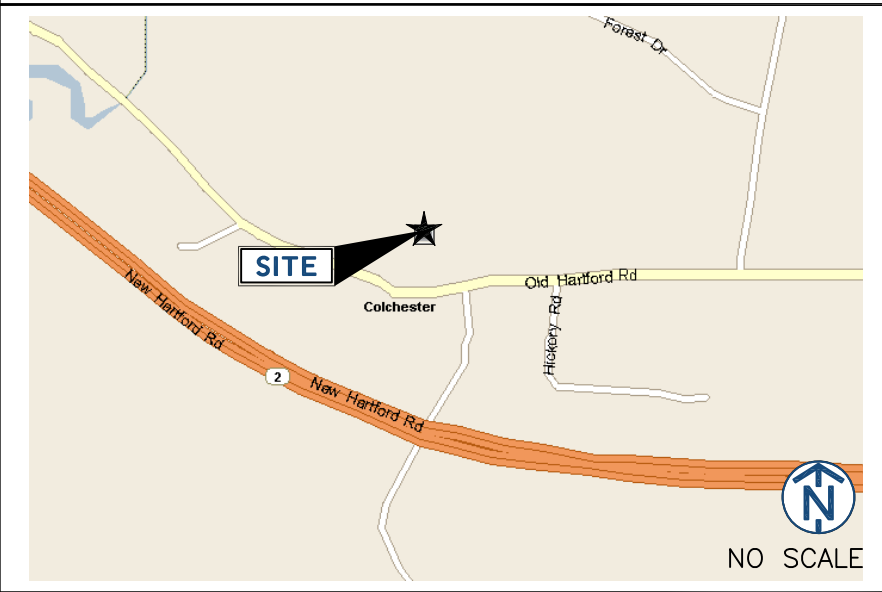 Forest Dr
SITE
Old Hartford Rd
Colchester
New Hartford Rd
Hickory Rd
2
New Hartford Rd
N
NO SCALE